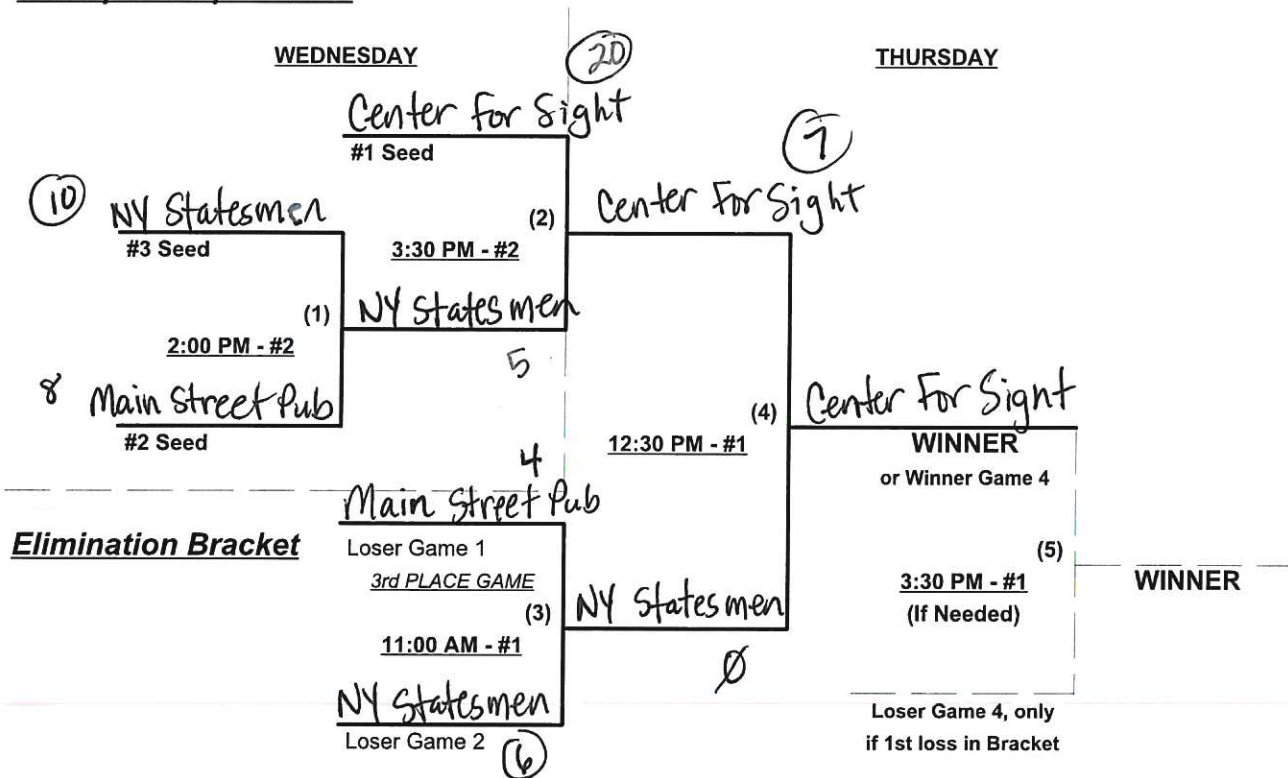 WEDNESDAY
THURSDAY
20
Center For Sight
#1 Seed
7
10
NY Statesmen
#3 Seed
(2)
3:30 PM - #2
Center For Sight
(1)
2:00 PM - #2
NY Statesmen
5
8
Main Street Pub
#2 Seed
(4)
12:30 PM - #1
Center For Sight
WINNER
or Winner Game 4
4
Main Street Pub
Loser Game 1
Elimination Bracket
3rd PLACE GAME
(3)
11:00 AM - #1
NY Statesmen
0
(5)
3:30 PM - #1
(If Needed)
WINNER
NY Statesmen
Loser Game 2
6
Loser Game 4, only
if 1st loss in Bracket